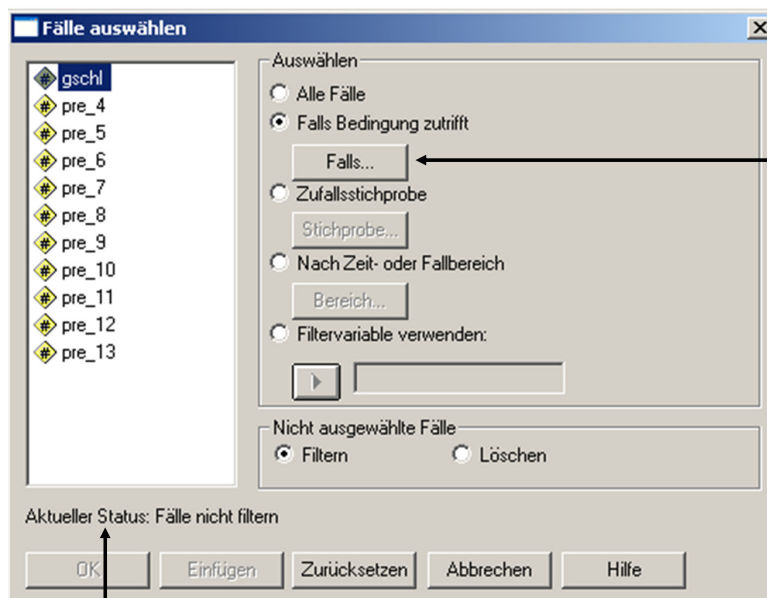 Fälle auswählen
gschl
pre_4
pre_5
pre_6
pre_7
pre_8
pre_9
pre_10
pre_11
pre_12
pre_13
Auswählen
Alle Fälle
Falls Bedingung zutrifft
Falls...
Zufallsstichprobe
Stichprobe...
Nach Zeit- oder Fallbereich
Bereich...
Filtervariable verwenden:
Nicht ausgewählte Fälle
Filtern Löschen
Aktueller Status: Fälle nicht filtern
OK Einfügen Zurücksetzen Abbrechen Hilfe